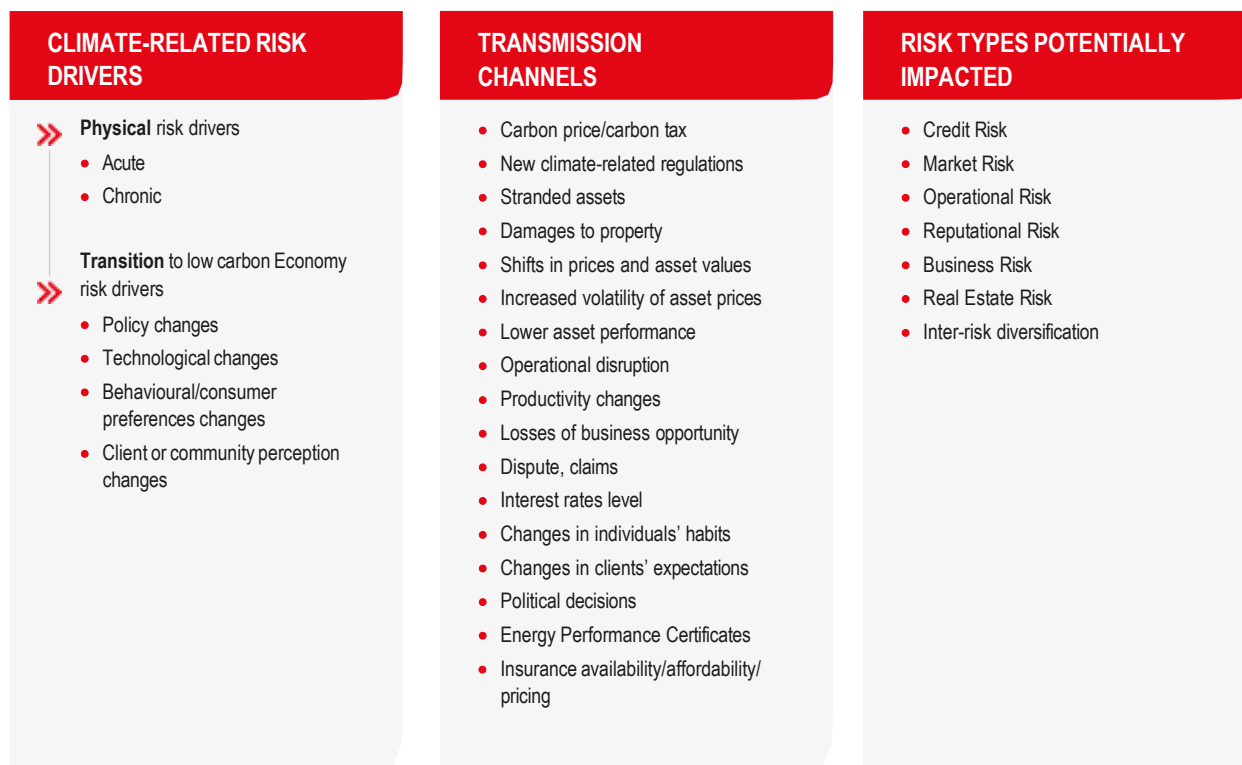 CLIMATE-RELATED RISK
DRIVERS
Physical risk drivers
Acute
Chronic
Transition to low carbon Economy
risk drivers
Policy changes
Technological changes
Behavioural/consumer
preferences changes
Client or community perception
changes
TRANSMISSION
CHANNELS
Carbon price/carbon tax
New climate-related regulations
Stranded assets
Damages to property
Shifts in prices and asset values
Increased volatility of asset prices
Lower asset performance
Operational disruption
Productivity changes
Losses of business opportunity
Dispute, claims
Interest rates level
Changes in individuals’ habits
Changes in clients’ expectations
Political decisions
Energy Performance Certificates
Insurance availability/affordability/
pricing
RISK TYPES POTENTIALLY
IMPACTED
Credit Risk
Market Risk
Operational Risk
Reputational Risk
Business Risk
Real Estate Risk
Inter-risk diversification